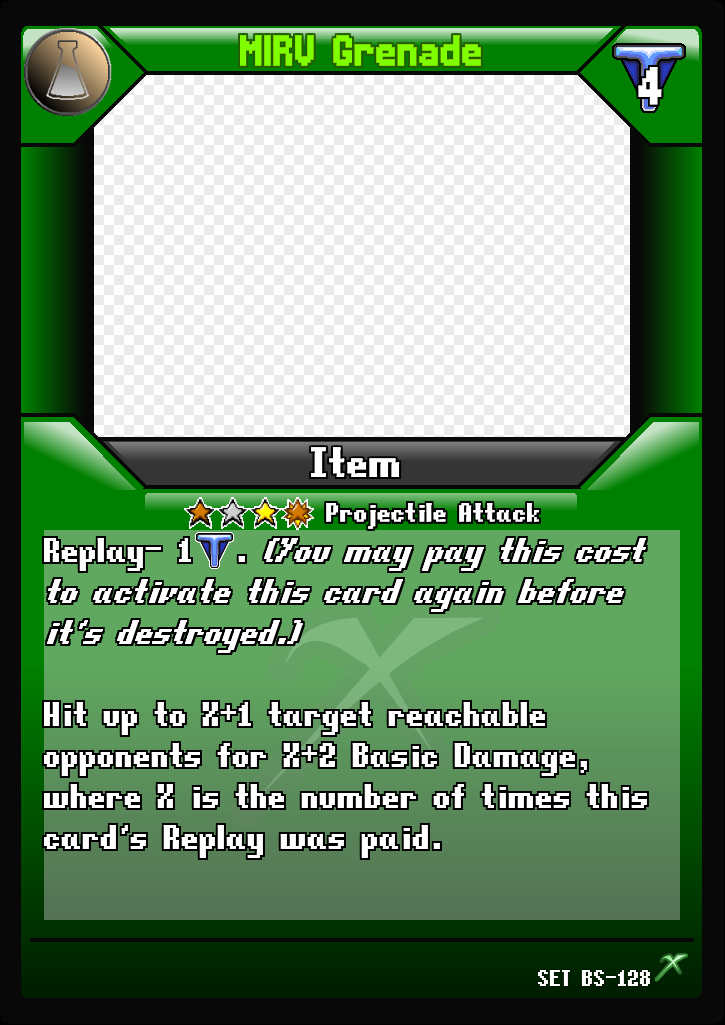 MIRV Grenade
4
Item
Projectile Attack
Replay- 1T. (You may pay this cost
to activate this card again before
it's destroyed.)
Hit up to X+1 target reachable
opponents for X+2 Basic Damage,
where X is the number of times this
card's Replay was paid.
SET BS-128